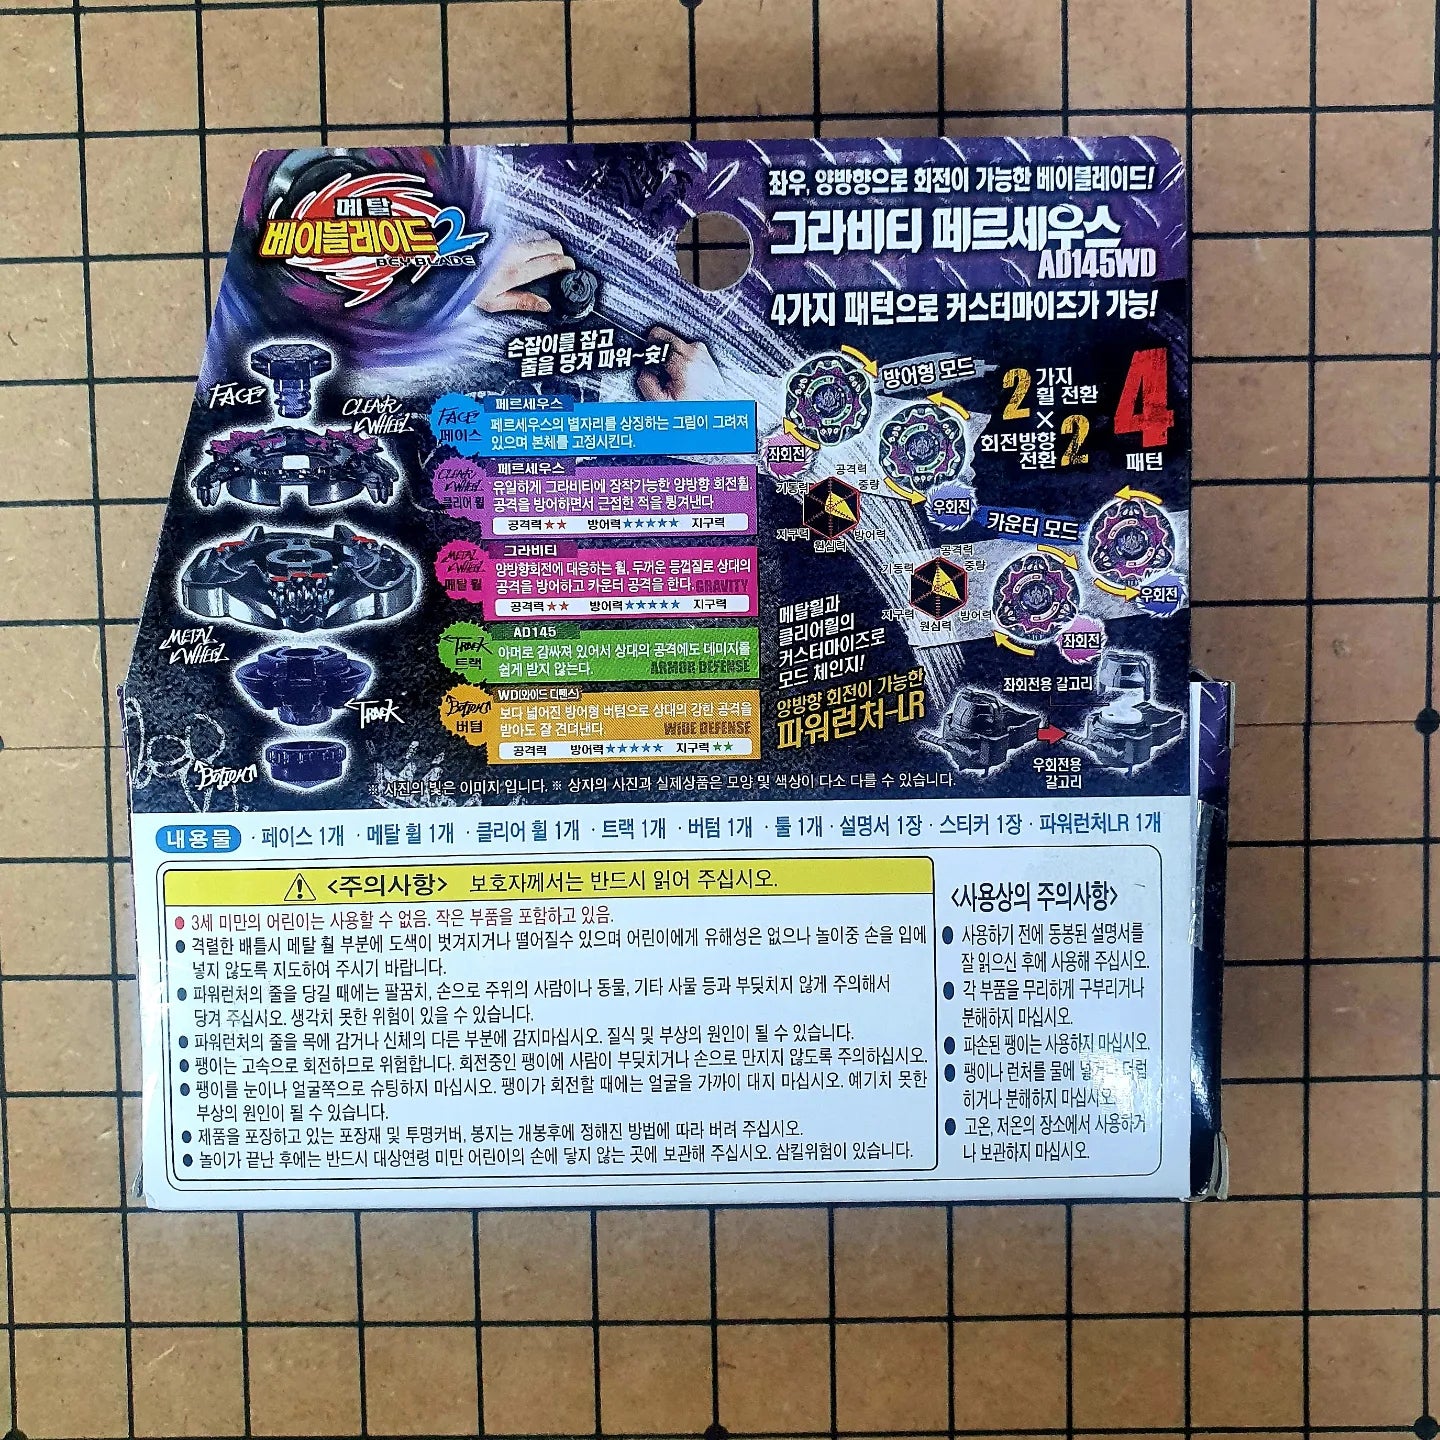 메탈
베이블레이드2
BEYBLADE
좌우, 양방향으로 회전이 가능한 베이블레이드!
그라비티 페르세우스
AD145WD
4가지 패턴으로 커스터마이즈가 가능!
손잡이를 잡고
줄을 당겨 파워~슛!
FACE
CLEAR
WHEEL
METAL
WHEEL
TRACK
BOTTOM
FACE
페이스
페르세우스
페르세우스의 별자리를 상징하는 그림이 그려져
있으며 본체를 고정시킨다.
CLEAR
WHEEL
클리어 휠
페르세우스
유일하게 그라비티에 장착가능한 양방향 회전휠.
공격을 방어하면서 근접한 적을 튕겨낸다.
공격력★★ 방어력★★★★★ 지구력
METAL
WHEEL
메탈 휠
그라비티
양방향회전에 대응하는 휠, 두꺼운 등껍질로 상대의
공격을 방어하고 카운터 공격을 한다.
GRAVITY
공격력★★ 방어력★★★★★ 지구력
TRACK
트랙
AD145
아머로 감싸져 있어서 상대의 공격에도 데미지를
쉽게 받지 않는다.
ARMOR DEFENSE
BOTTOM
버텀
WD(와이드 디펜스)
보다 넓어진 방어형 버텀으로 상대의 강한 공격을
받아도 잘 견뎌낸다.
WIDE DEFENSE
공격력 방어력★★★★★ 지구력★★
방어형 모드
좌회전
우회전
2가지
휠 전환
×
회전방향
전환 2
4
패턴
공격력
중량
방어력
원심력
지구력
기동력
카운터 모드
우회전
좌회전
공격력
중량
방어력
원심력
지구력
기동력
메탈휠과
클리어휠의
커스터마이즈로
모드 체인지!
양방향 회전이 가능한
파워런처-LR
좌회전용 갈고리
우회전용
갈고리
※ 사진의 빛은 이미지 입니다. ※ 상자의 사진과 실제상품은 모양 및 색상이 다소 다를 수 있습니다.
내용물 ·페이스 1개 ·메탈 휠 1개 ·클리어 휠 1개 ·트랙 1개 ·버텀 1개 ·툴 1개 ·설명서 1장 ·스티커 1장 ·파워런처LR 1개
<주의사항> 보호자께서는 반드시 읽어 주십시오.
● 3세 미만의 어린이는 사용할 수 없음. 작은 부품을 포함하고 있음.
● 격렬한 배틀시 메탈 휠 부분에 도색이 벗겨지거나 떨어질수 있으며 어린이에게 유해성은 없으나 놀이중 손을 입에
넣지 않도록 지도하여 주시기 바랍니다.
● 파워런처의 줄을 당길 때에는 팔꿈치, 손으로 주위의 사람이나 동물, 기타 사물 등과 부딪치지 않게 주의해서
당겨 주십시오. 생각치 못한 위험이 있을 수 있습니다.
● 파워런처의 줄을 목에 감거나 신체의 다른 부분에 감지마십시오. 질식 및 부상의 원인이 될 수 있습니다.
● 팽이는 고속으로 회전하므로 위험합니다. 회전중인 팽이에 사람이 부딪치거나 손으로 만지지 않도록 주의하십시오.
● 팽이를 눈이나 얼굴쪽으로 슈팅하지 마십시오. 팽이가 회전할 때에는 얼굴을 가까이 대지 마십시오. 예기치 못한
부상의 원인이 될 수 있습니다.
● 제품을 포장하고 있는 포장재 및 투명커버, 봉지는 개봉후에 정해진 방법에 따라 버려 주십시오.
● 놀이가 끝난 후에는 반드시 대상연령 미만 어린이의 손에 닿지 않는 곳에 보관해 주십시오. 삼킬위험이 있습니다.
<사용상의 주의사항>
● 사용하기 전에 동봉된 설명서를
잘 읽으신 후에 사용해 주십시오.
● 각 부품을 무리하게 구부리거나
분해하지 마십시오.
● 파손된 팽이는 사용하지 마십시오.
● 팽이나 런처를 물에 넣거나 더럽
히거나 분해하지 마십시오.
● 고온, 저온의 장소에서 사용하거
나 보관하지 마십시오.